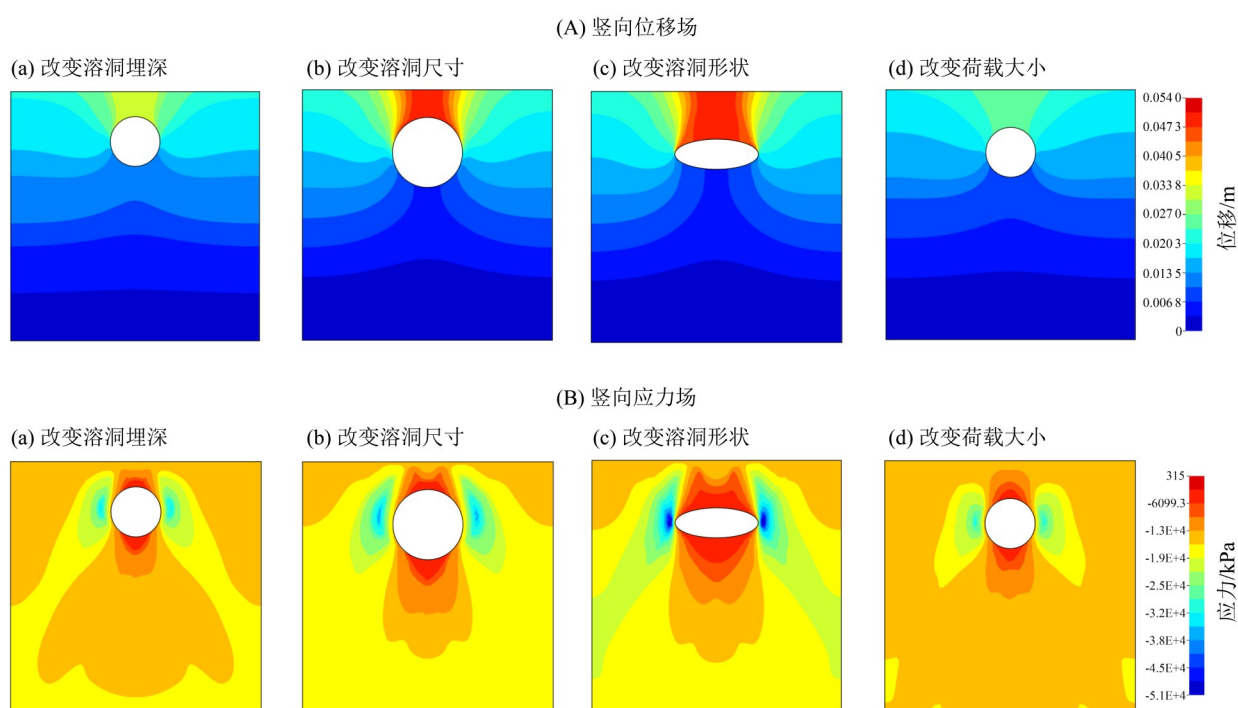 (A) 竖向位移场
(a) 改变溶洞埋深
(b) 改变溶洞尺寸
(c) 改变溶洞形状
(d) 改变荷载大小
0.054 0
0.047 3
0.040 5
0.033 8
0.027 0
0.020 3
0.013 5
0.006 8
0
位移/m
(B) 竖向应力场
(a) 改变溶洞埋深
(b) 改变溶洞尺寸
(c) 改变溶洞形状
(d) 改变荷载大小
315
-6099.3
-1.3E+4
-1.9E+4
-2.5E+4
-3.2E+4
-3.8E+4
-4.5E+4
-5.1E+4
应力/kPa